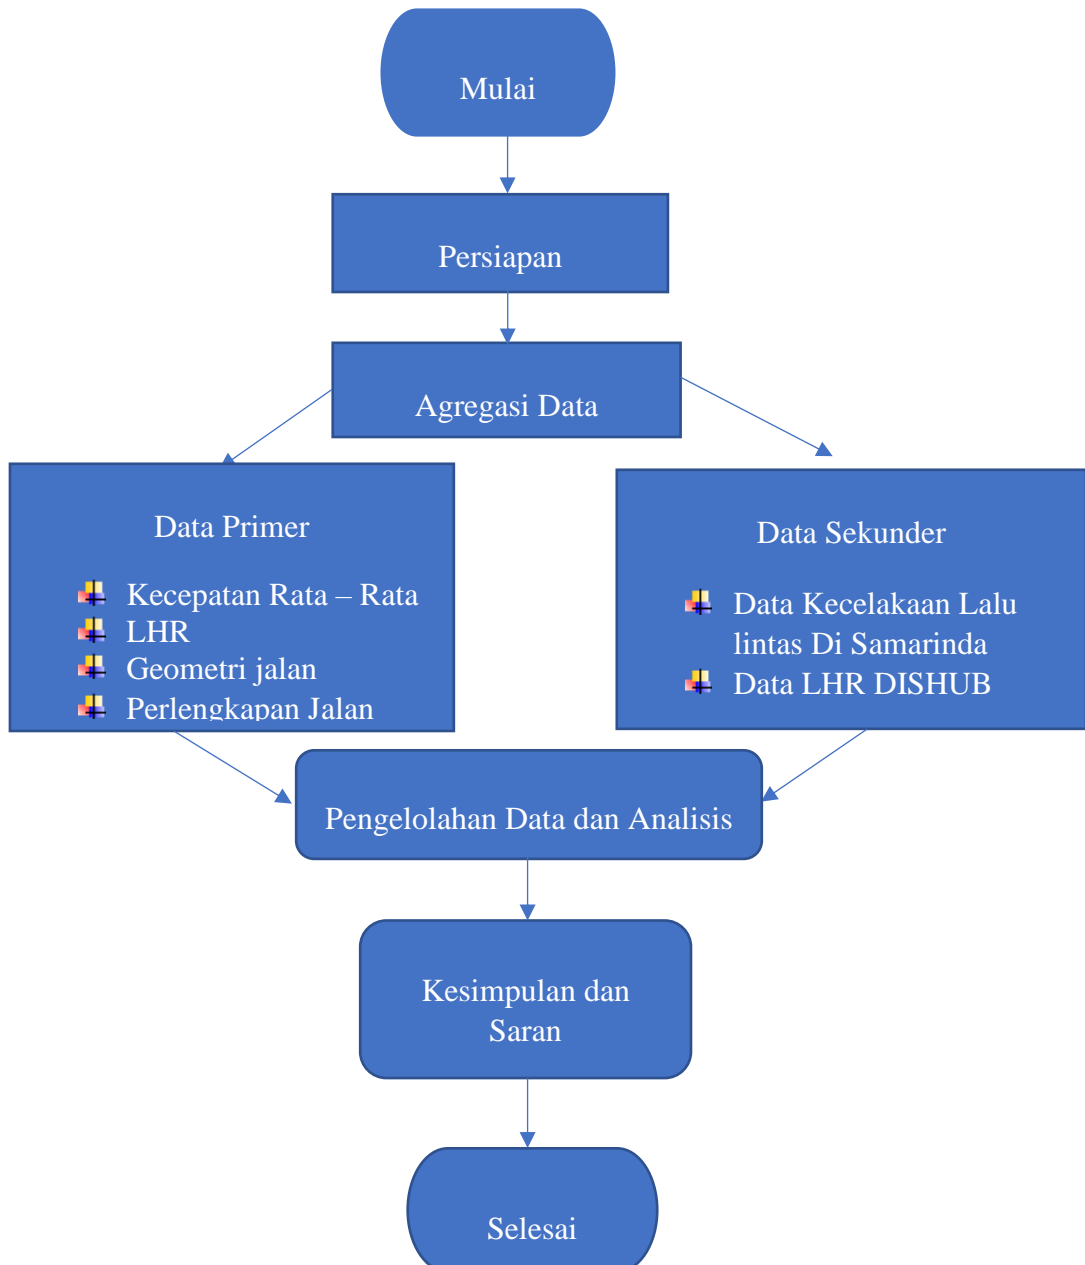 Mulai
Persiapan
Agregasi Data
Data Primer
Kecepatan Rata – Rata
LHR
Geometri jalan
Perlengkapan Jalan
Data Sekunder
Data Kecelakaan Lalu
lintas Di Samarinda
Data LHR DISHUB
Pengelolahan Data dan Analisis
Kesimpulan dan
Saran
Selesai